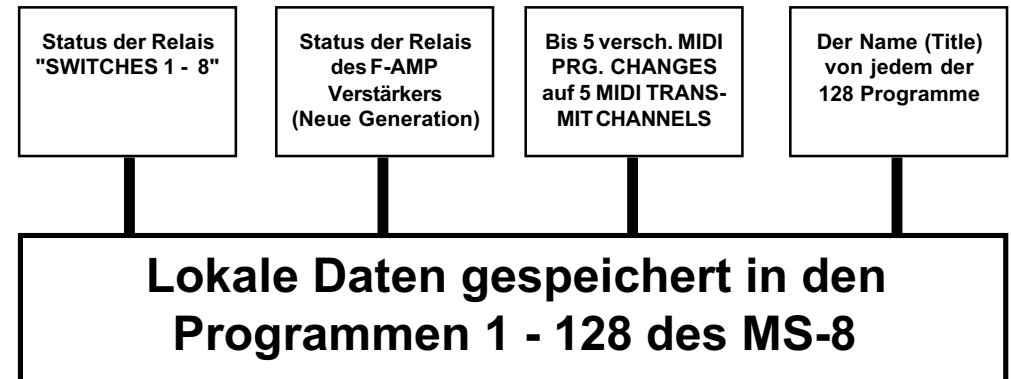 Status der Relais
"SWITCHES 1 - 8"
Status der Relais
des F-AMP
Verstärkers
(Neue Generation)
Bis 5 versch. MIDI
PRG. CHANGES
auf 5 MIDI TRANS-
MIT CHANNELS
Der Name (Title)
von jedem der
128 Programme
Lokale Daten gespeichert in den
Programmen 1 - 128 des MS-8